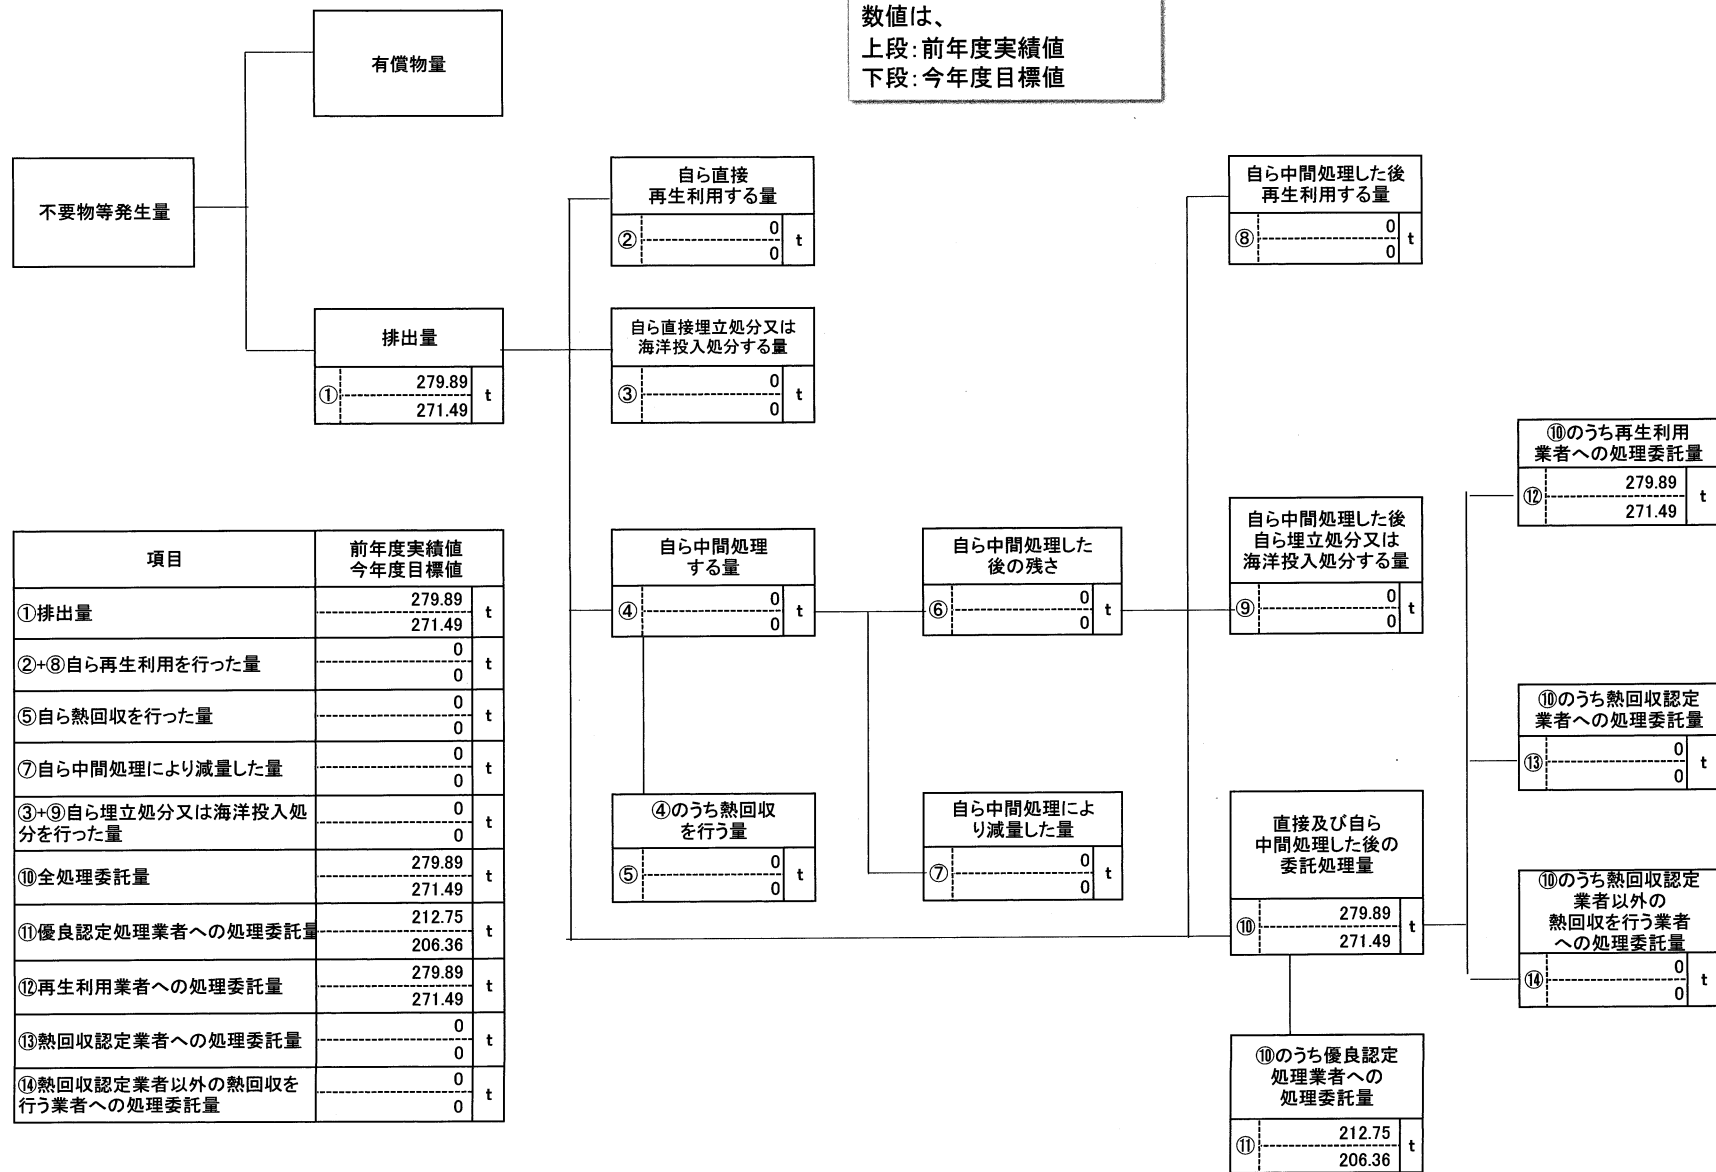 数値は、
上段：前年度実績値
下段：今年度目標値
有償物量
不要物等発生量
排出量
①
279.89
271.49
t
自ら直接
再生利用する量
②
0
0
t
自ら直接埋立処分又は
海洋投入処分する量
③
0
0
t
自ら中間処理
する量
④
0
0
t
④のうち熱回収
を行う量
⑤
0
0
t
自ら中間処理した
後の残さ
⑥
0
0
t
自ら中間処理によ
り減量した量
⑦
0
0
t
自ら中間処理した後
再生利用する量
⑧
0
0
t
自ら中間処理した後
自ら埋立処分又は
海洋投入処分する量
⑨
0
0
t
直接及び自ら
中間処理した後の
委託処理量
⑩
279.89
271.49
t
⑩のうち優良認定
処理業者への
処理委託量
⑪
212.75
206.36
t
⑩のうち再生利用
業者への処理委託量
⑫
279.89
271.49
t
⑩のうち熱回収認定
業者への処理委託量
⑬
0
0
t
⑩のうち熱回収認定
業者以外の
熱回収を行う業者
への処理委託量
⑭
0
0
t
項目
前年度実績値
今年度目標値
①排出量
279.89
271.49
t
②+⑧自ら再生利用を行った量
0
0
t
⑤自ら熱回収を行った量
0
0
t
⑦自ら中間処理により減量した量
0
0
t
③+⑨自ら埋立処分又は海洋投入処
分を行った量
0
0
t
⑩全処理委託量
279.89
271.49
t
⑪優良認定処理業者への処理委託量
212.75
206.36
t
⑫再生利用業者への処理委託量
279.89
271.49
t
⑬熱回収認定業者への処理委託量
0
0
t
⑭熱回収認定業者以外の熱回収を
行う業者への処理委託量
0
0
t